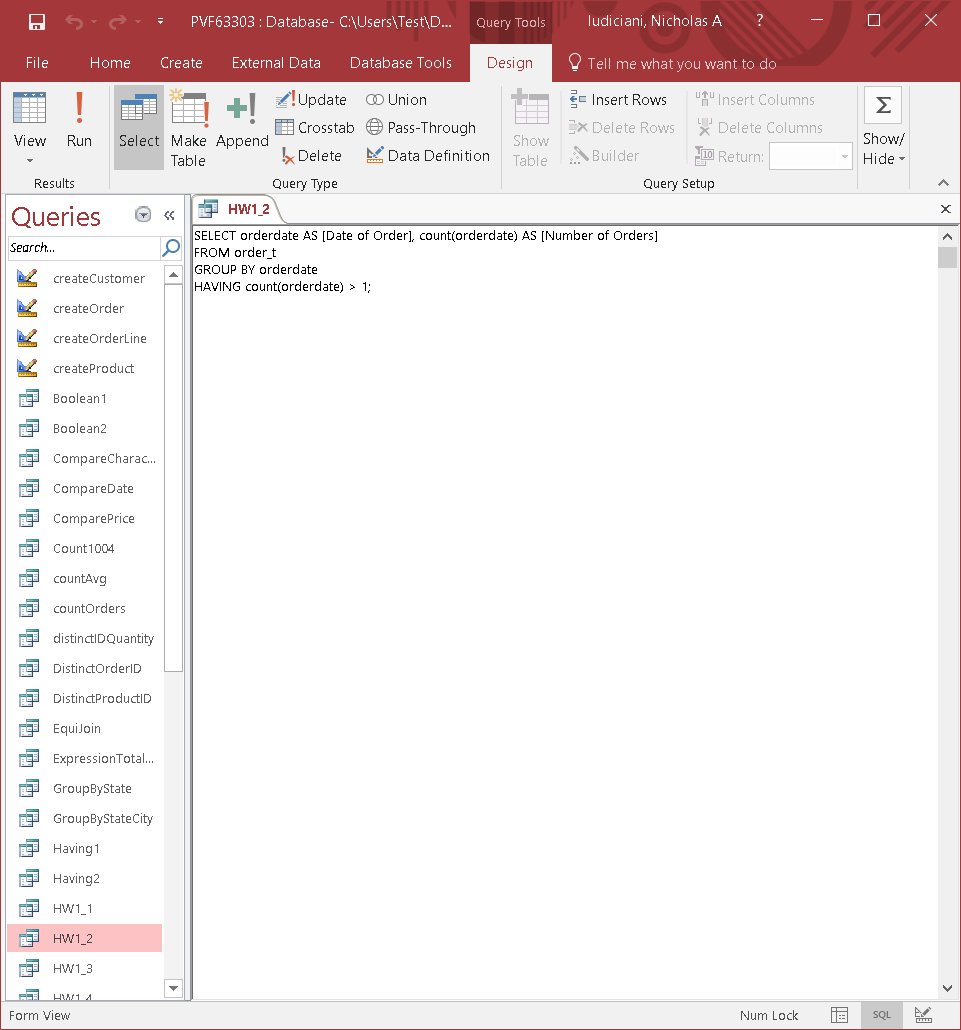 PVF63303 : Database- C:\Users\Test\D...
Query Tools
Iudiciani, Nicholas A
?
File
Home
Create
External Data
Database Tools
Design
Tell me what you want to do
View
Run
Select
Make
Table
Append
Update
Crosstab
Delete
Union
Pass-Through
Data Definition
Show
Table
Insert Rows
Delete Rows
Builder
Insert Columns
Delete Columns
Return:
Σ
Show/
Hide
Results
Query Type
Query Setup
Queries
Search...
createCustomer
createOrder
createOrderLine
createProduct
Boolean1
Boolean2
CompareCharac...
CompareDate
ComparePrice
Count1004
countAvg
countOrders
distinctIDQuantity
DistinctOrderID
DistinctProductID
EquiJoin
ExpressionTotal...
GroupByState
GroupByStateCity
Having1
Having2
HW1_1
HW1_2
HW1_3
HW1_4
HW1_2
SELECT orderdate AS [Date of Order], count(orderdate) AS [Number of Orders]
FROM order_t
GROUP BY orderdate
HAVING count(orderdate) > 1;
Form View
Num Lock
SQL